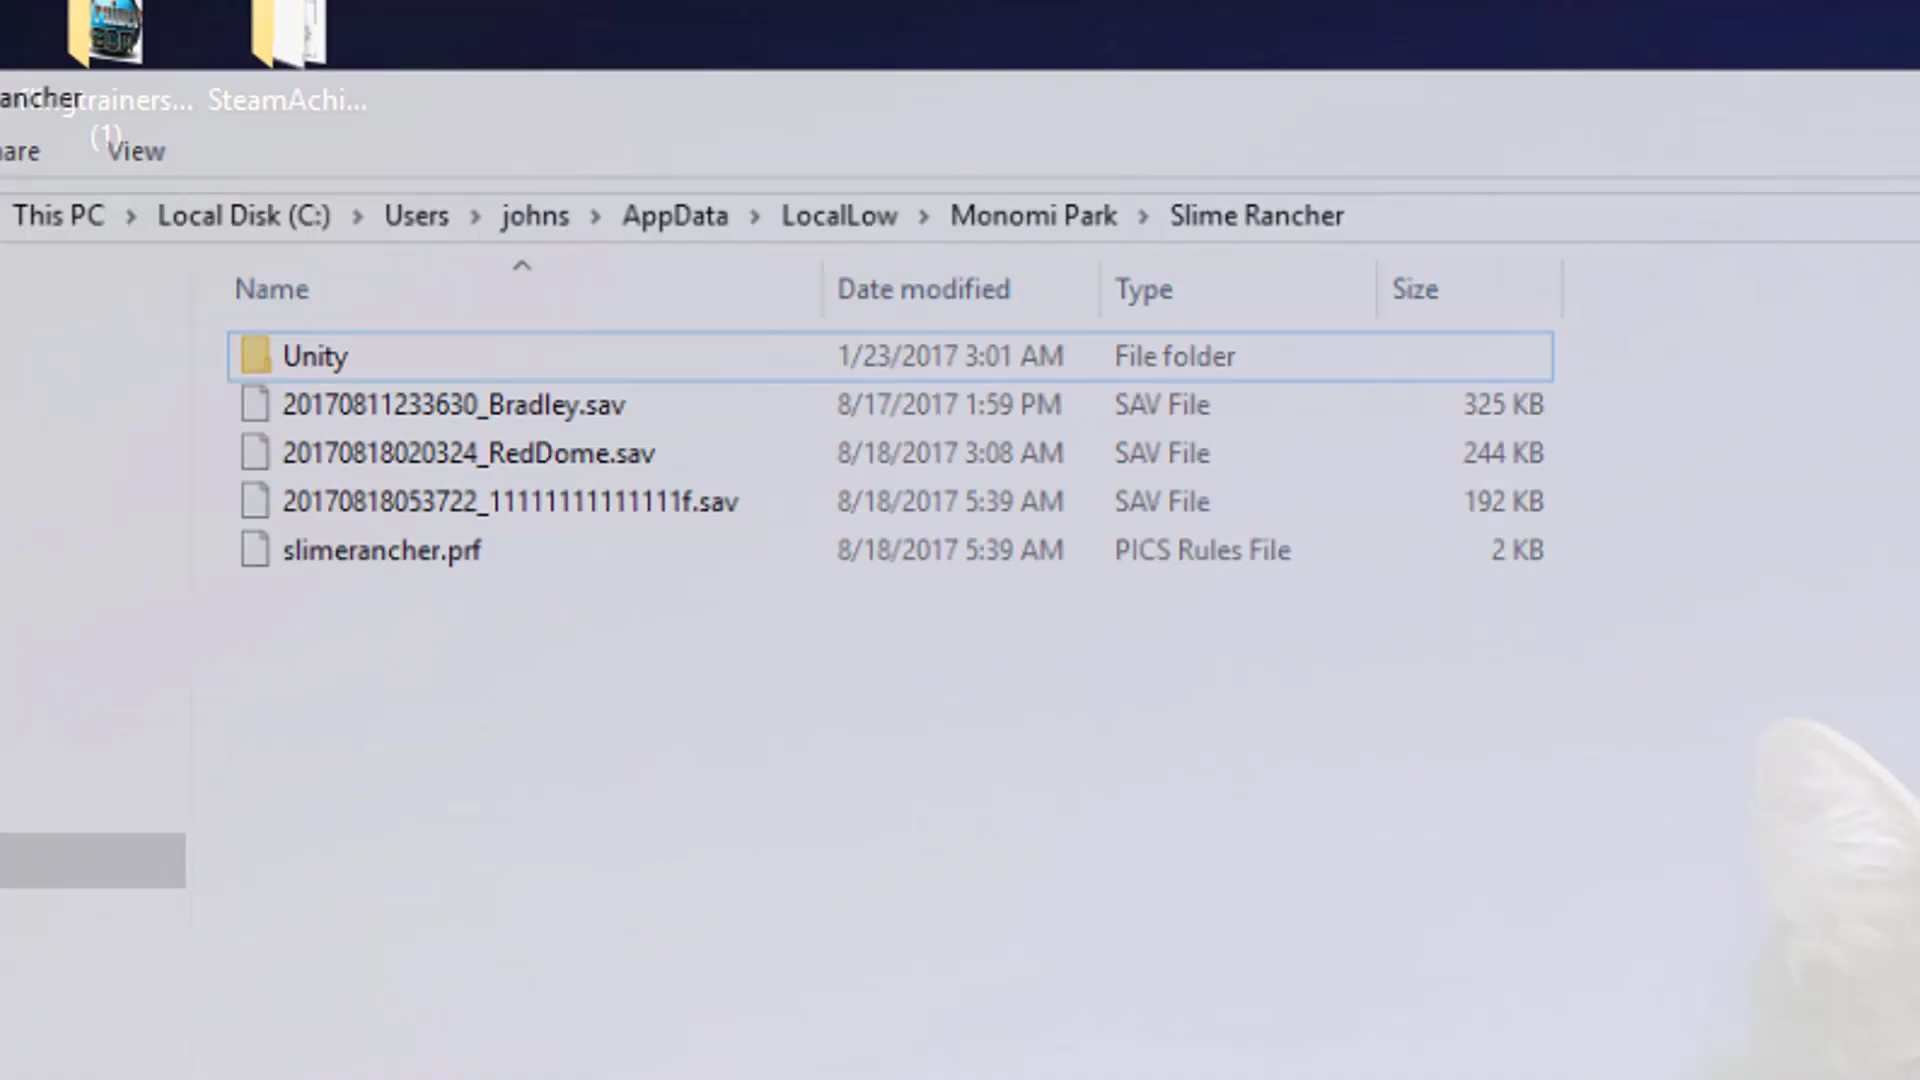 trainers... SteamAchi...
(1)
ancher
are View
This PC > Local Disk (C:) > Users > johns > AppData > LocalLow > Monomi Park > Slime Rancher
Name Date modified Type Size
Unity 1/23/2017 3:01 AM File folder
20170811233630_Bradley.sav 8/17/2017 1:59 PM SAV File 325 KB
20170818020324_RedDome.sav 8/18/2017 3:08 AM SAV File 244 KB
20170818053722_11111111111111f.sav 8/18/2017 5:39 AM SAV File 192 KB
slimerancher.prf 8/18/2017 5:39 AM PICS Rules File 2 KB